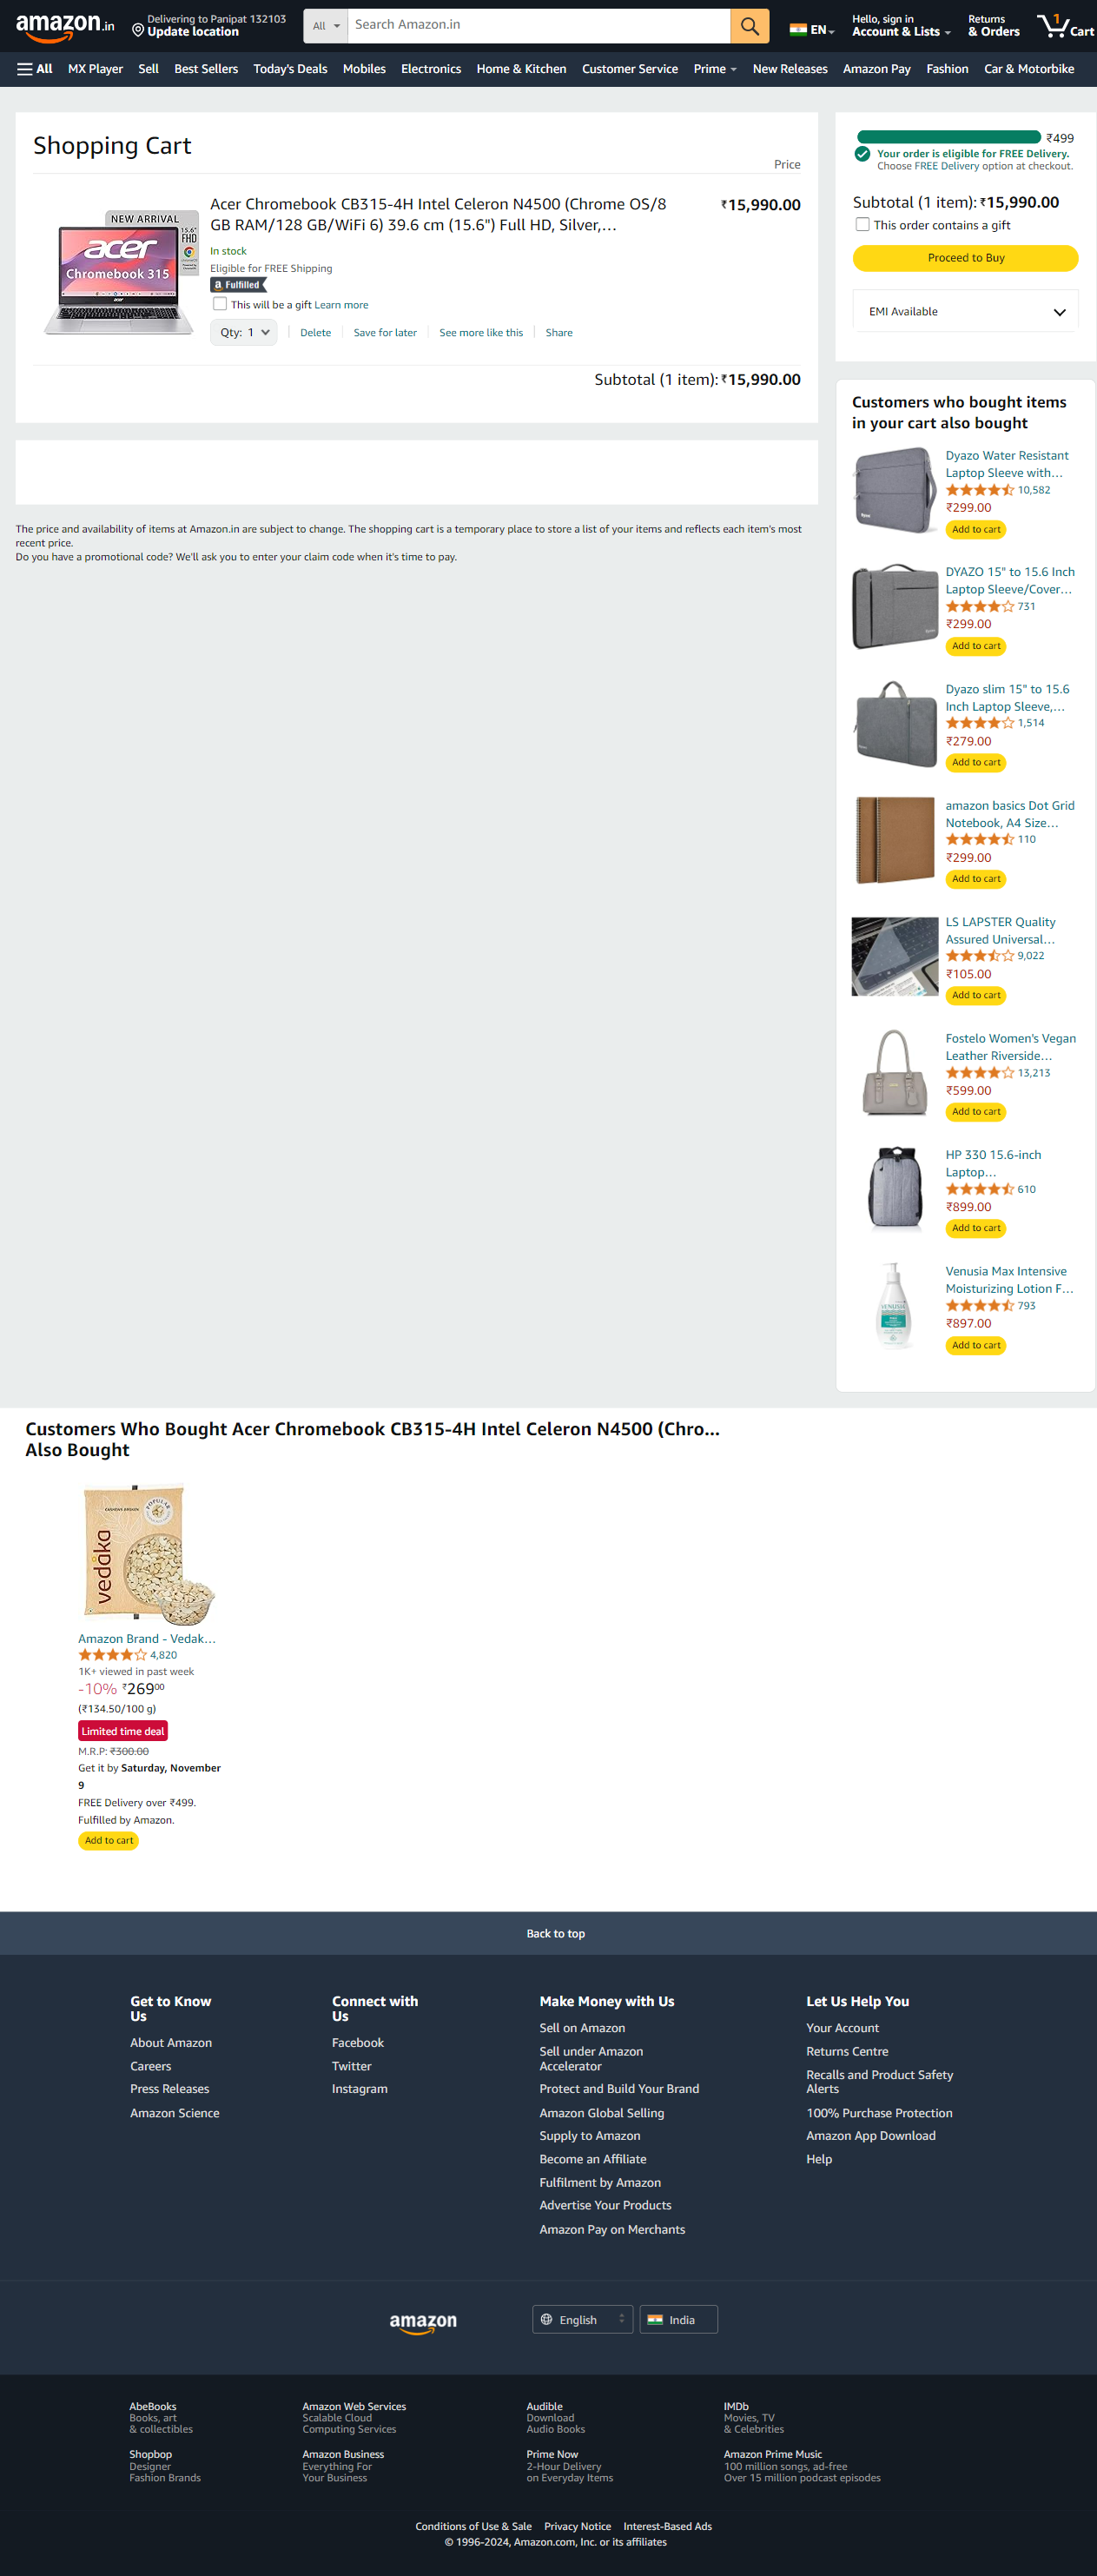 amazon.in
Delivering to Panipat 132103
Update location
All
Search Amazon.in
EN
Hello, sign in
Account & Lists
Returns
& Orders
1
Cart
All
MX Player
Sell
Best Sellers
Today's Deals
Mobiles
Electronics
Home & Kitchen
Customer Service
Prime
New Releases
Amazon Pay
Fashion
Car & Motorbike
Shopping Cart
Price
NEW ARRIVAL
15.6"
FHD
acer
Chromebook 315
Acer Chromebook CB315-4H Intel Celeron N4500 (Chrome OS/8
GB RAM/128 GB/WiFi 6) 39.6 cm (15.6") Full HD, Silver,…
₹15,990.00
In stock
Eligible for FREE Shipping
a Fulfilled
This will be a gift Learn more
Qty: 1
Delete
Save for later
See more like this
Share
Subtotal (1 item): ₹15,990.00
The price and availability of items at Amazon.in are subject to change. The shopping cart is a temporary place to store a list of your items and reflects each item's most
recent price.
Do you have a promotional code? We'll ask you to enter your claim code when it's time to pay.
₹499
Your order is eligible for FREE Delivery.
Choose FREE Delivery option at checkout.
Subtotal (1 item): ₹15,990.00
This order contains a gift
Proceed to Buy
EMI Available
Customers who bought items
in your cart also bought
Dyazo Water Resistant
Laptop Sleeve with…
10,582
₹299.00
Add to cart
DYAZO 15" to 15.6 Inch
Laptop Sleeve/Cover…
731
₹299.00
Add to cart
Dyazo slim 15" to 15.6
Inch Laptop Sleeve,…
1,514
₹279.00
Add to cart
amazon basics Dot Grid
Notebook, A4 Size…
110
₹299.00
Add to cart
LS LAPSTER Quality
Assured Universal…
9,022
₹105.00
Add to cart
Fostelo Women's Vegan
Leather Riverside…
13,213
₹599.00
Add to cart
HP 330 15.6-inch
Laptop…
610
₹899.00
Add to cart
VENUSIA
Venusia Max Intensive
Moisturizing Lotion F…
793
₹897.00
Add to cart
Customers Who Bought Acer Chromebook CB315-4H Intel Celeron N4500 (Chro…
Also Bought
CASHEWS BROKEN
POPULAR
vedaka
Amazon Brand - Vedak…
4,820
1K+ viewed in past week
-10% ₹26900
(₹134.50/100 g)
Limited time deal
M.R.P: ₹300.00
Get it by Saturday, November
9
FREE Delivery over ₹499.
Fulfilled by Amazon.
Add to cart
Back to top
Get to Know
Us
About Amazon
Careers
Press Releases
Amazon Science
Connect with
Us
Facebook
Twitter
Instagram
Make Money with Us
Sell on Amazon
Sell under Amazon
Accelerator
Protect and Build Your Brand
Amazon Global Selling
Supply to Amazon
Become an Affiliate
Fulfilment by Amazon
Advertise Your Products
Amazon Pay on Merchants
Let Us Help You
Your Account
Returns Centre
Recalls and Product Safety
Alerts
100% Purchase Protection
Amazon App Download
Help
amazon
English
India
AbeBooks
Books, art
& collectibles
Amazon Web Services
Scalable Cloud
Computing Services
Audible
Download
Audio Books
IMDb
Movies, TV
& Celebrities
Shopbop
Designer
Fashion Brands
Amazon Business
Everything For
Your Business
Prime Now
2-Hour Delivery
on Everyday Items
Amazon Prime Music
100 million songs, ad-free
Over 15 million podcast episodes
Conditions of Use & Sale
Privacy Notice
Interest-Based Ads
© 1996-2024, Amazon.com, Inc. or its affiliates